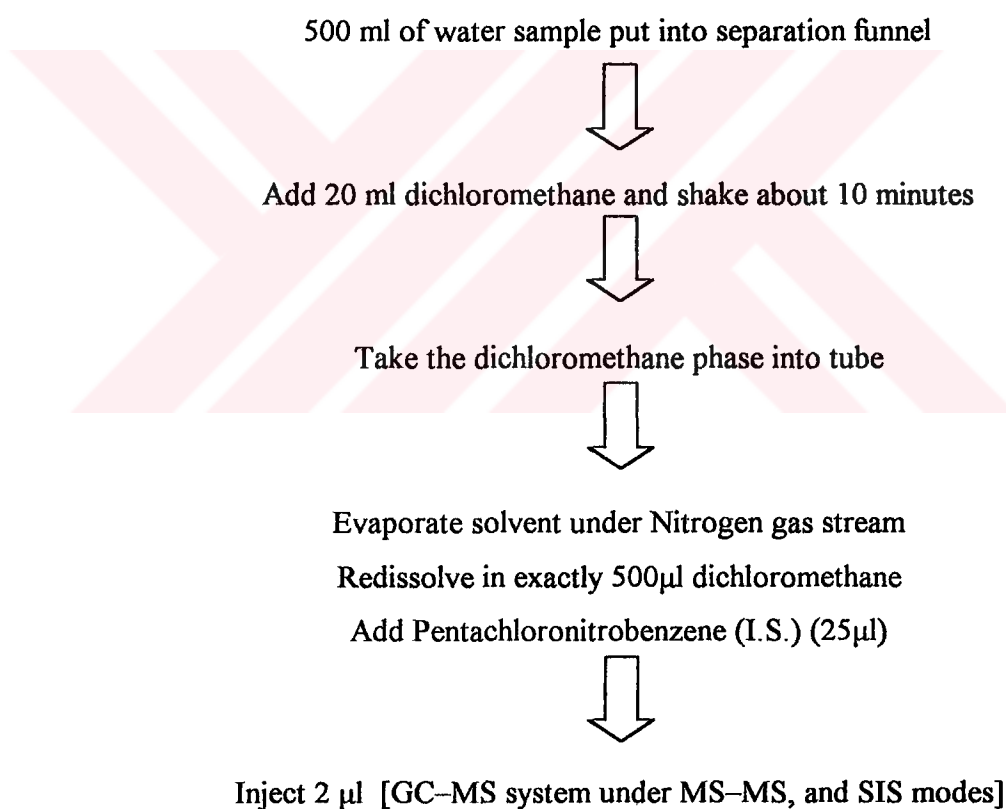 500 ml of water sample put into separation funnel
Add 20 ml dichloromethane and shake about 10 minutes
Take the dichloromethane phase into tube
Evaporate solvent under Nitrogen gas stream
Redissolve in exactly 500µl dichloromethane
Add Pentachloronitrobenzene (I.S.) (25µl)
Inject 2 µl [GC–MS system under MS–MS, and SIS modes]